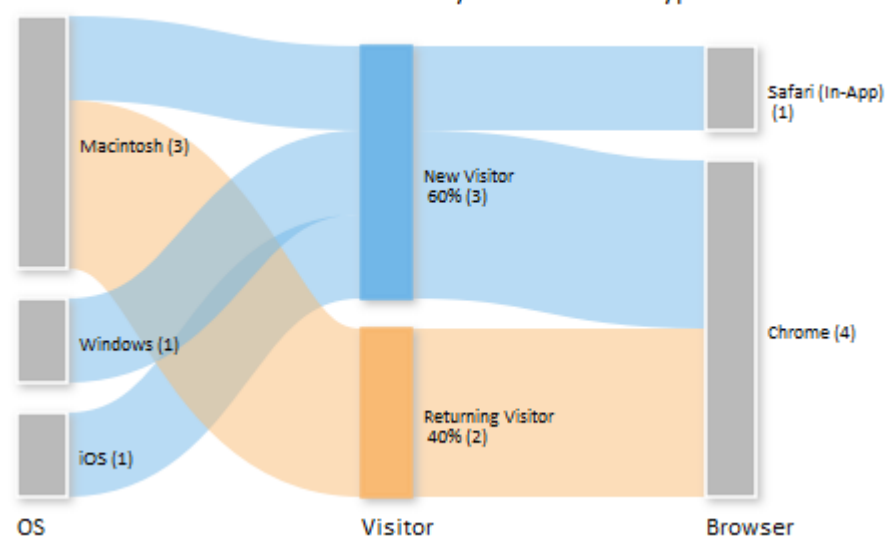 Macintosh (3)
Windows (1)
iOS (1)
New Visitor
60% (3)
Returning Visitor
40% (2)
Safari (In-App)
(1)
Chrome (4)
OS
Visitor
Browser